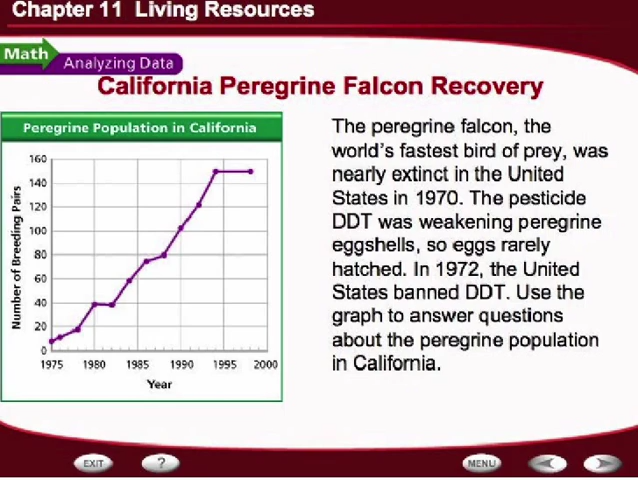 Chapter 11 Living Resources
Math
Analyzing Data
California Peregrine Falcon Recovery
Peregrine Population in California
160
140
120
100
80
60
40
20
0
Number of Breeding Pairs
1975 1980 1985 1990 1995 2000
Year
The peregrine falcon, the
world's fastest bird of prey, was
nearly extinct in the United
States in 1970. The pesticide
DDT was weakening peregrine
eggshells, so eggs rarely
hatched. In 1972, the United
States banned DDT. Use the
graph to answer questions
about the peregrine population
in California.
EXIT ? MENU